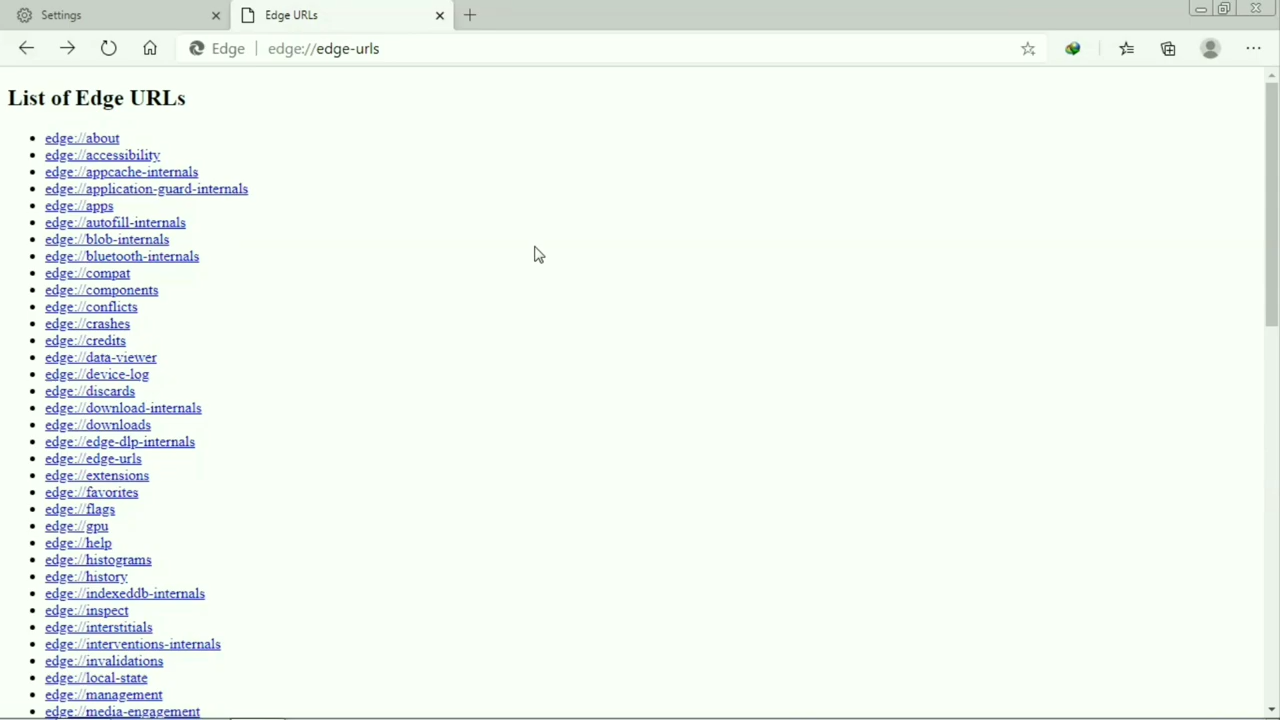 Settings
Edge URLs
Edge | edge://edge-urls
List of Edge URLs
edge://about
edge://accessibility
edge://appcache-internals
edge://application-guard-internals
edge://apps
edge://autofill-internals
edge://blob-internals
edge://bluetooth-internals
edge://compat
edge://components
edge://conflicts
edge://crashes
edge://credits
edge://data-viewer
edge://device-log
edge://discards
edge://download-internals
edge://downloads
edge://edge-dlp-internals
edge://edge-urls
edge://extensions
edge://favorites
edge://flags
edge://gpu
edge://help
edge://histograms
edge://history
edge://indexeddb-internals
edge://inspect
edge://interstitials
edge://interventions-internals
edge://invalidations
edge://local-state
edge://management
edge://media-engagement